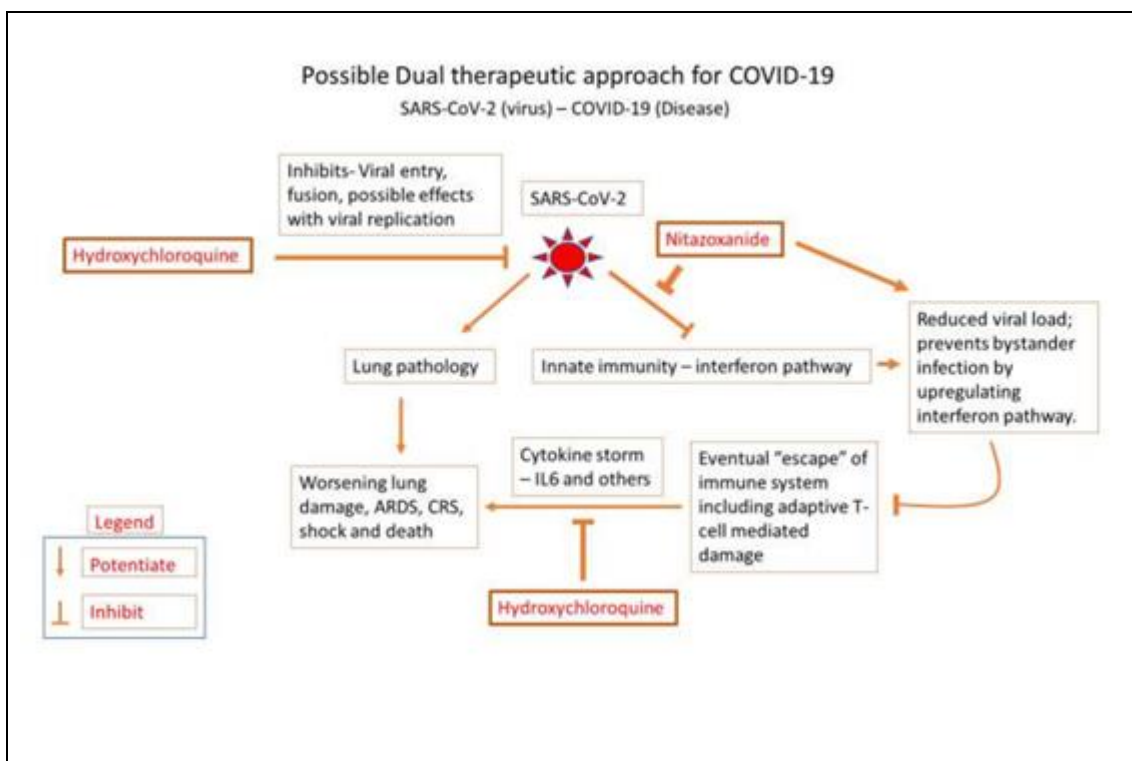 Possible Dual therapeutic approach for COVID-19
SARS-CoV-2 (virus) – COVID-19 (Disease)
Inhibits- Viral entry,
fusion, possible effects
with viral replication
SARS-CoV-2
Hydroxychloroquine
Nitazoxanide
Reduced viral load;
prevents bystander
infection by
upregulating
interferon pathway.
Lung pathology
Innate immunity – interferon pathway
Cytokine storm
– IL6 and others
Eventual “escape” of
immune system
including adaptive T-
cell mediated
damage
Worsening lung
damage, ARDS, CRS,
shock and death
Legend
Potentiate
Inhibit
Hydroxychloroquine